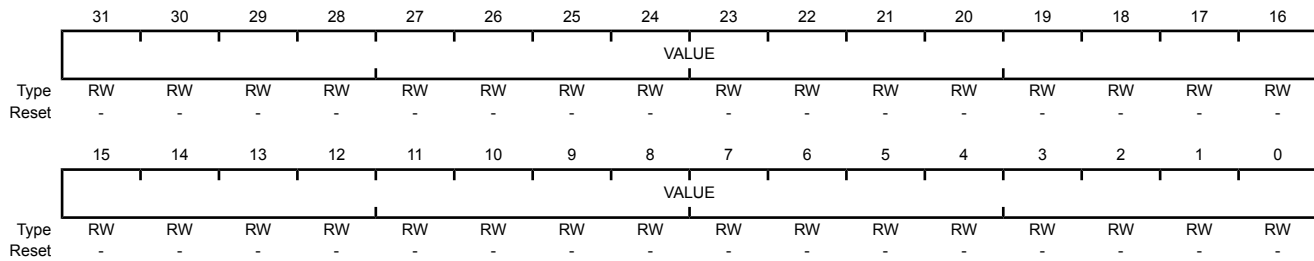 31 30 29 28 27 26 25 24 23 22 21 20 19 18 17 16
VALUE
Type RW RW RW RW RW RW RW RW RW RW RW RW RW RW RW RW
Reset - - - - - - - - - - - - - - - -
15 14 13 12 11 10 9 8 7 6 5 4 3 2 1 0
VALUE
Type RW RW RW RW RW RW RW RW RW RW RW RW RW RW RW RW
Reset - - - - - - - - - - - - - - - -